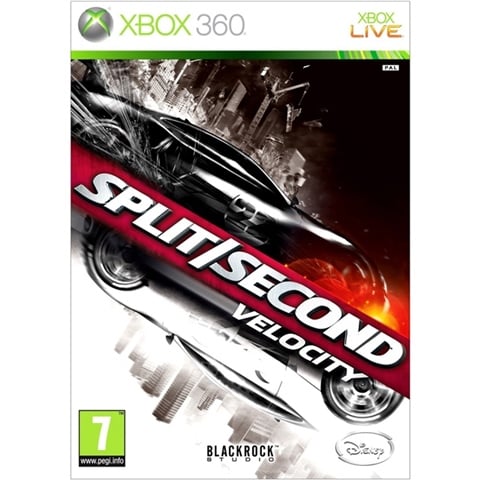 XBOX 360
XBOX
LIVE
PAL
SPLIT/SECOND
VELOCITY
7
www.pegi.info
BLACKROCK
STUDIO
Disney